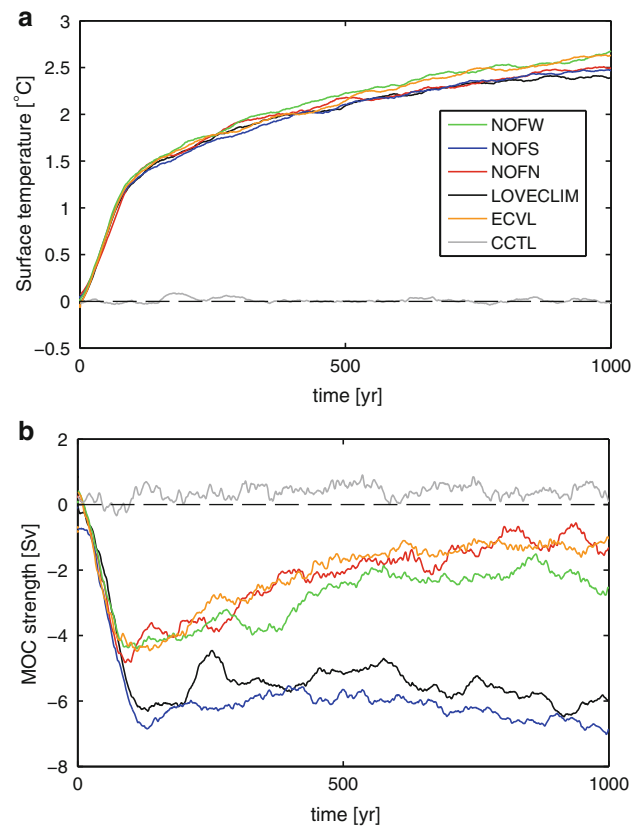 a
3
2.5
2
1.5
1
0.5
0
−0.5
Surface temperature [°C]
NOFW
NOFS
NOFN
LOVECLIM
ECVL
CCTL
0
500
1000
time [yr]
b
2
0
−2
−4
−6
−8
MOC strength [Sv]
0
500
1000
time [yr]